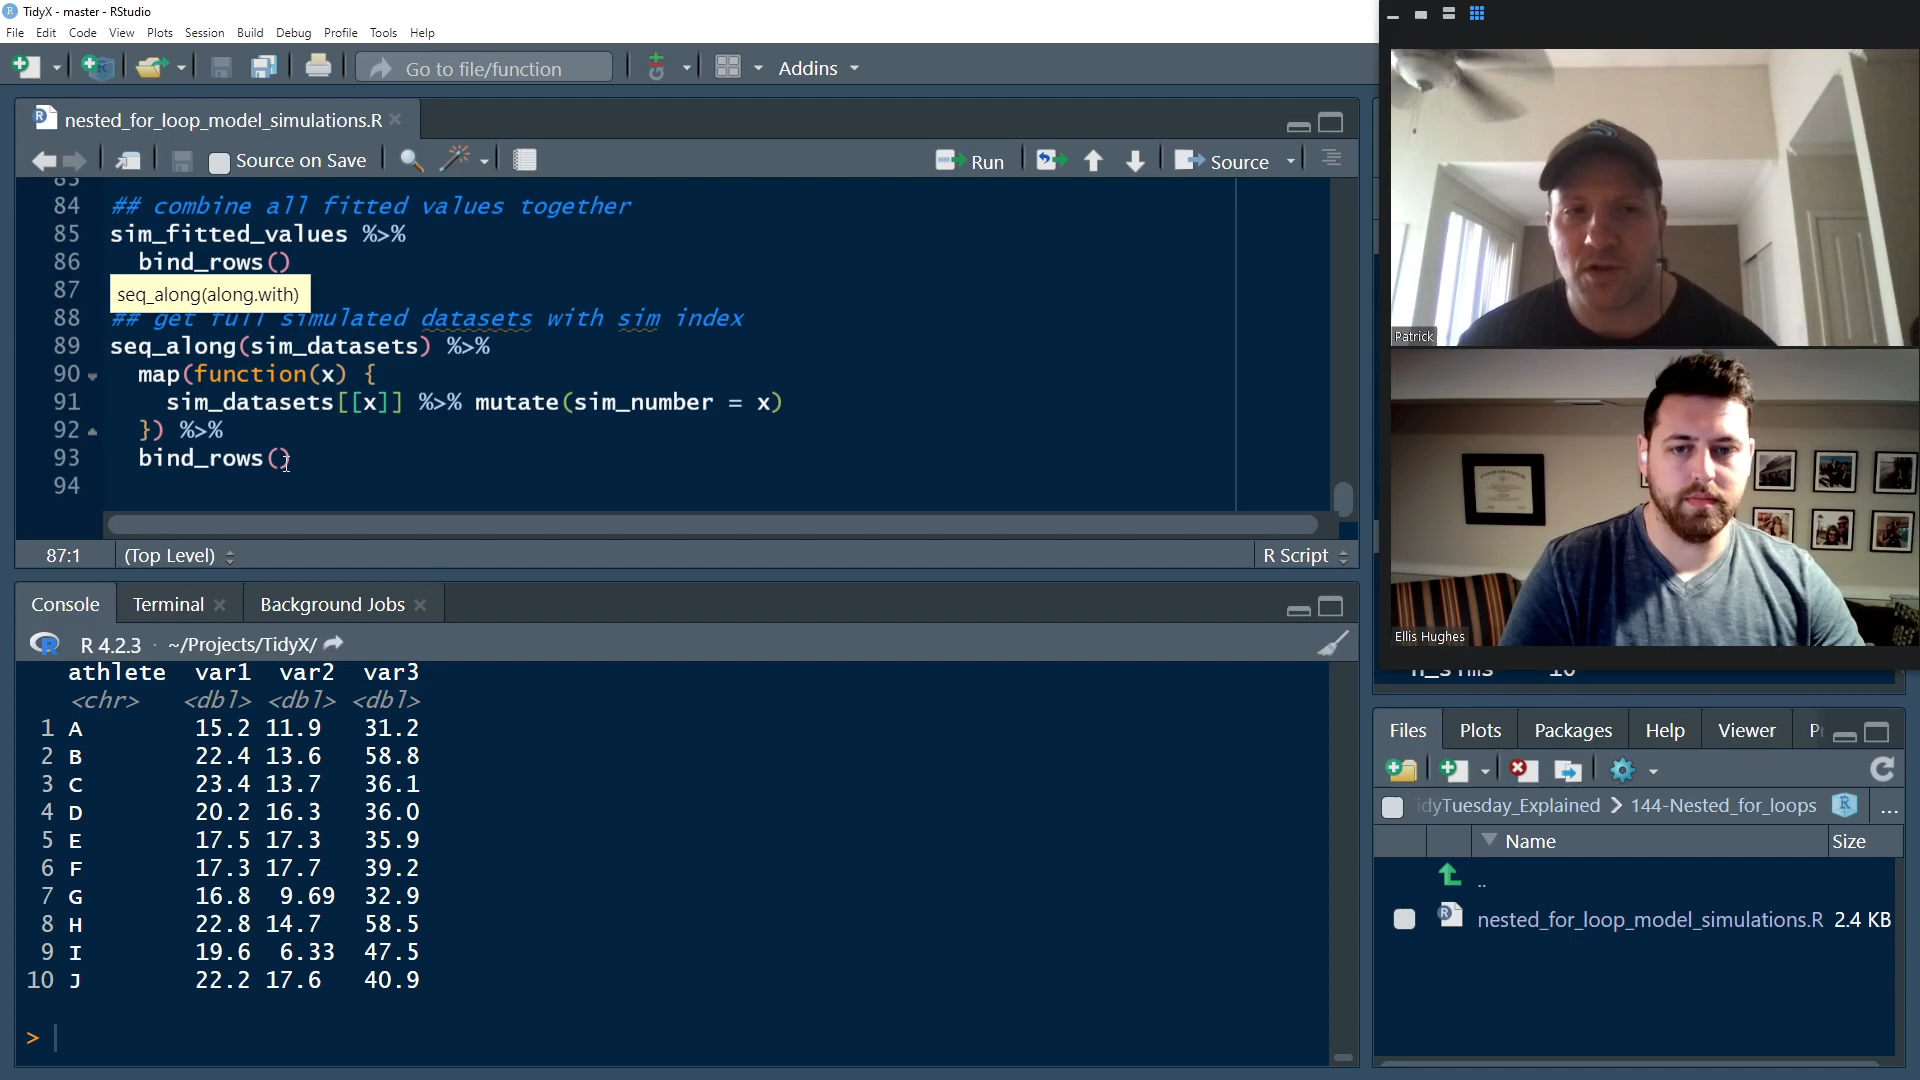 TidyX - master - RStudio
File Edit Code View Plots Session Build Debug Profile Tools Help
Go to file/function Addins
nested_for_loop_model_simulations.R
Source on Save Run Source
84 ## combine all fitted values together
85 sim_fitted_values %>%
86 bind_rows()
87
seq_along(along.with)
88 ## get full simulated datasets with sim index
89 seq_along(sim_datasets) %>%
90 map(function(x) {
91 sim_datasets[[x]] %>% mutate(sim_number = x)
92 }) %>%
93 bind_rows()
94
87:1 (Top Level) R Script
Console Terminal Background Jobs
R 4.2.3 · ~/Projects/TidyX/
athlete var1 var2 var3
<chr> <dbl> <dbl> <dbl>
1 A 15.2 11.9 31.2
2 B 22.4 13.6 58.8
3 C 23.4 13.7 36.1
4 D 20.2 16.3 36.0
5 E 17.5 17.3 35.9
6 F 17.3 17.7 39.2
7 G 16.8 9.69 32.9
8 H 22.8 14.7 58.5
9 I 19.6 6.33 47.5
10 J 22.2 17.6 40.9
>
Patrick
Ellis Hughes
Files Plots Packages Help Viewer
idyTuesday_Explained 144-Nested_for_loops ...
Name Size
..
nested_for_loop_model_simulations.R 2.4 KB